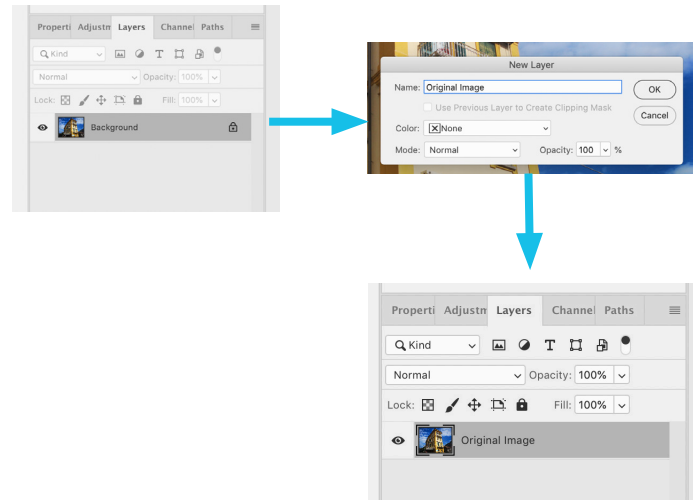 Properti Adjustn Layers Channel Paths
Kind
Normal Opacity: 100%
Lock: Fill: 100%
Background
New Layer
Name: Original Image
OK
Use Previous Layer to Create Clipping Mask
Cancel
Color: None
Mode: Normal Opacity: 100 %
Properti Adjustn Layers Channel Paths
Kind
Normal Opacity: 100%
Lock: Fill: 100%
Original Image